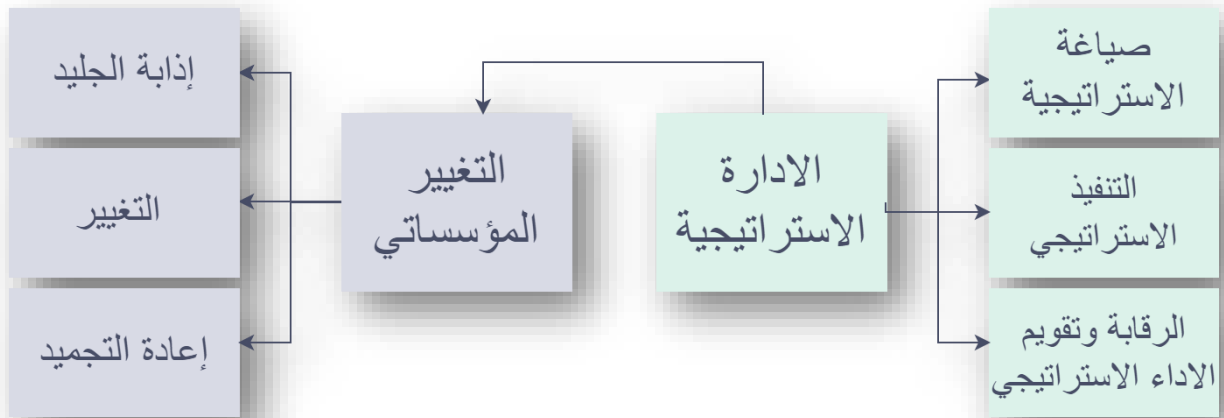 صياغة
الاستراتيجية
التنفيذ
الاستراتيجي
الرقابة وتقويم
الاداء الاستراتيجي
الادارة
الاستراتيجية
التغيير
المؤسساتي
إذابة الجليد
التغيير
إعادة التجميد